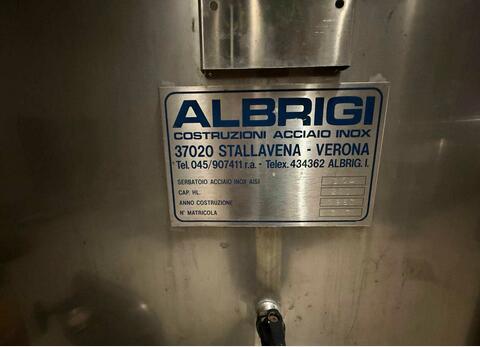 ALBRIGI
COSTRUZIONI ACCIAIO INOX
37020 STALLAVENA - VERONA
Tel. 045/907411 r.a. - Telex. 434362 ALBRIG. I.
SERBATOIO ACCIAIO INOX AISI
CAP. HL.
ANNO COSTRUZIONE
N° MATRICOLA